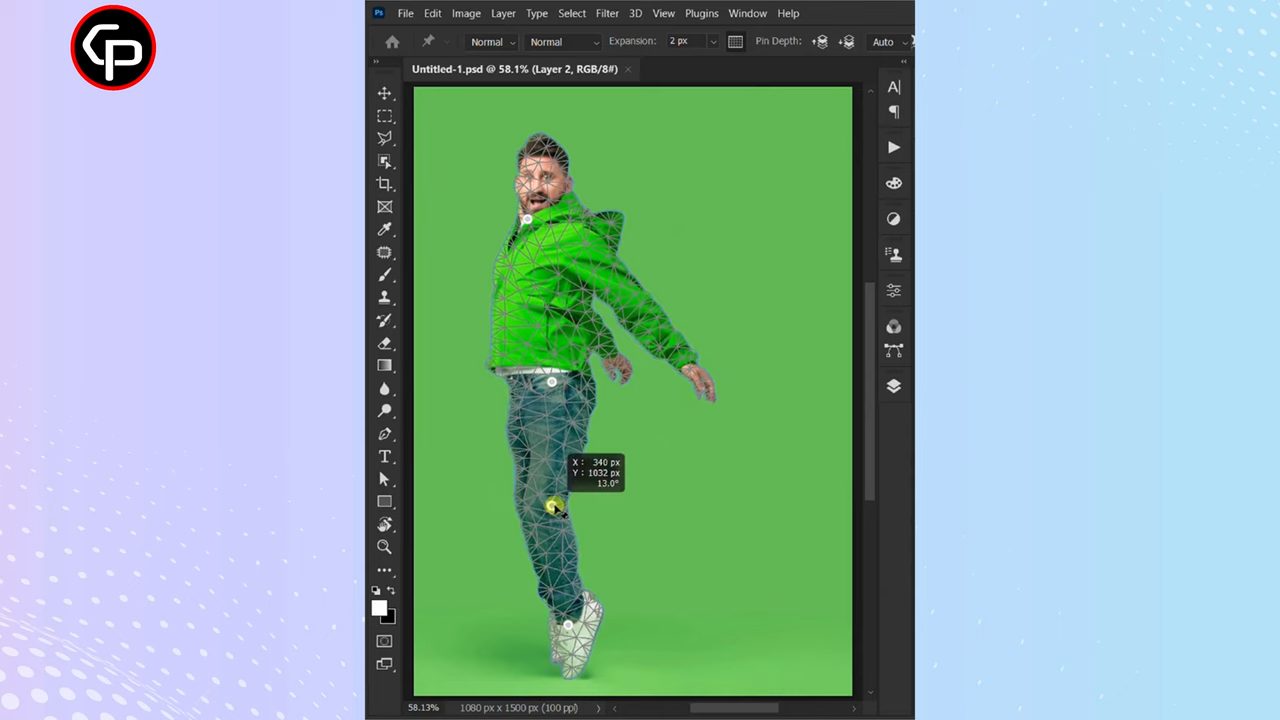 CP
Ps File Edit Image Layer Type Select Filter 3D View Plugins Window Help
Normal Normal Expansion: 2 px Pin Depth: Auto
Untitled-1.psd @ 58.1% (Layer 2, RGB/8#) ×
A|
X : 340 px
Y : 1032 px
13.0°
T
58.13% 1080 px x 1500 px (100 ppi)